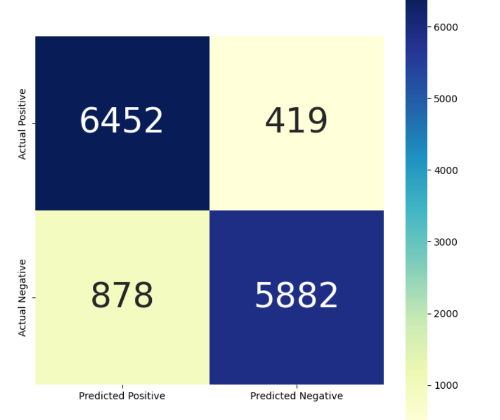 6000
Actual Positive
6452
419
5000
4000
3000
Actual Negative
878
5882
2000
1000
Predicted Positive
Predicted Negative